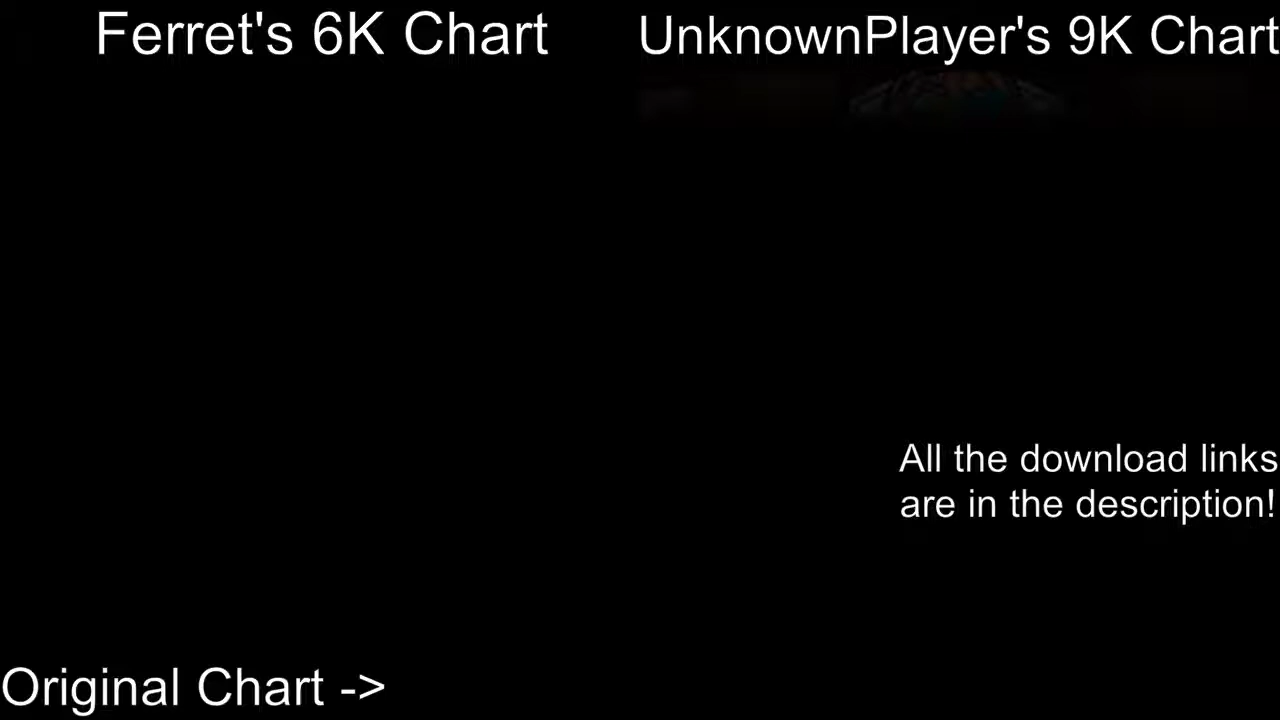 Ferret's 6K Chart
UnknownPlayer's 9K Chart
All the download links
are in the description!
Original Chart ->